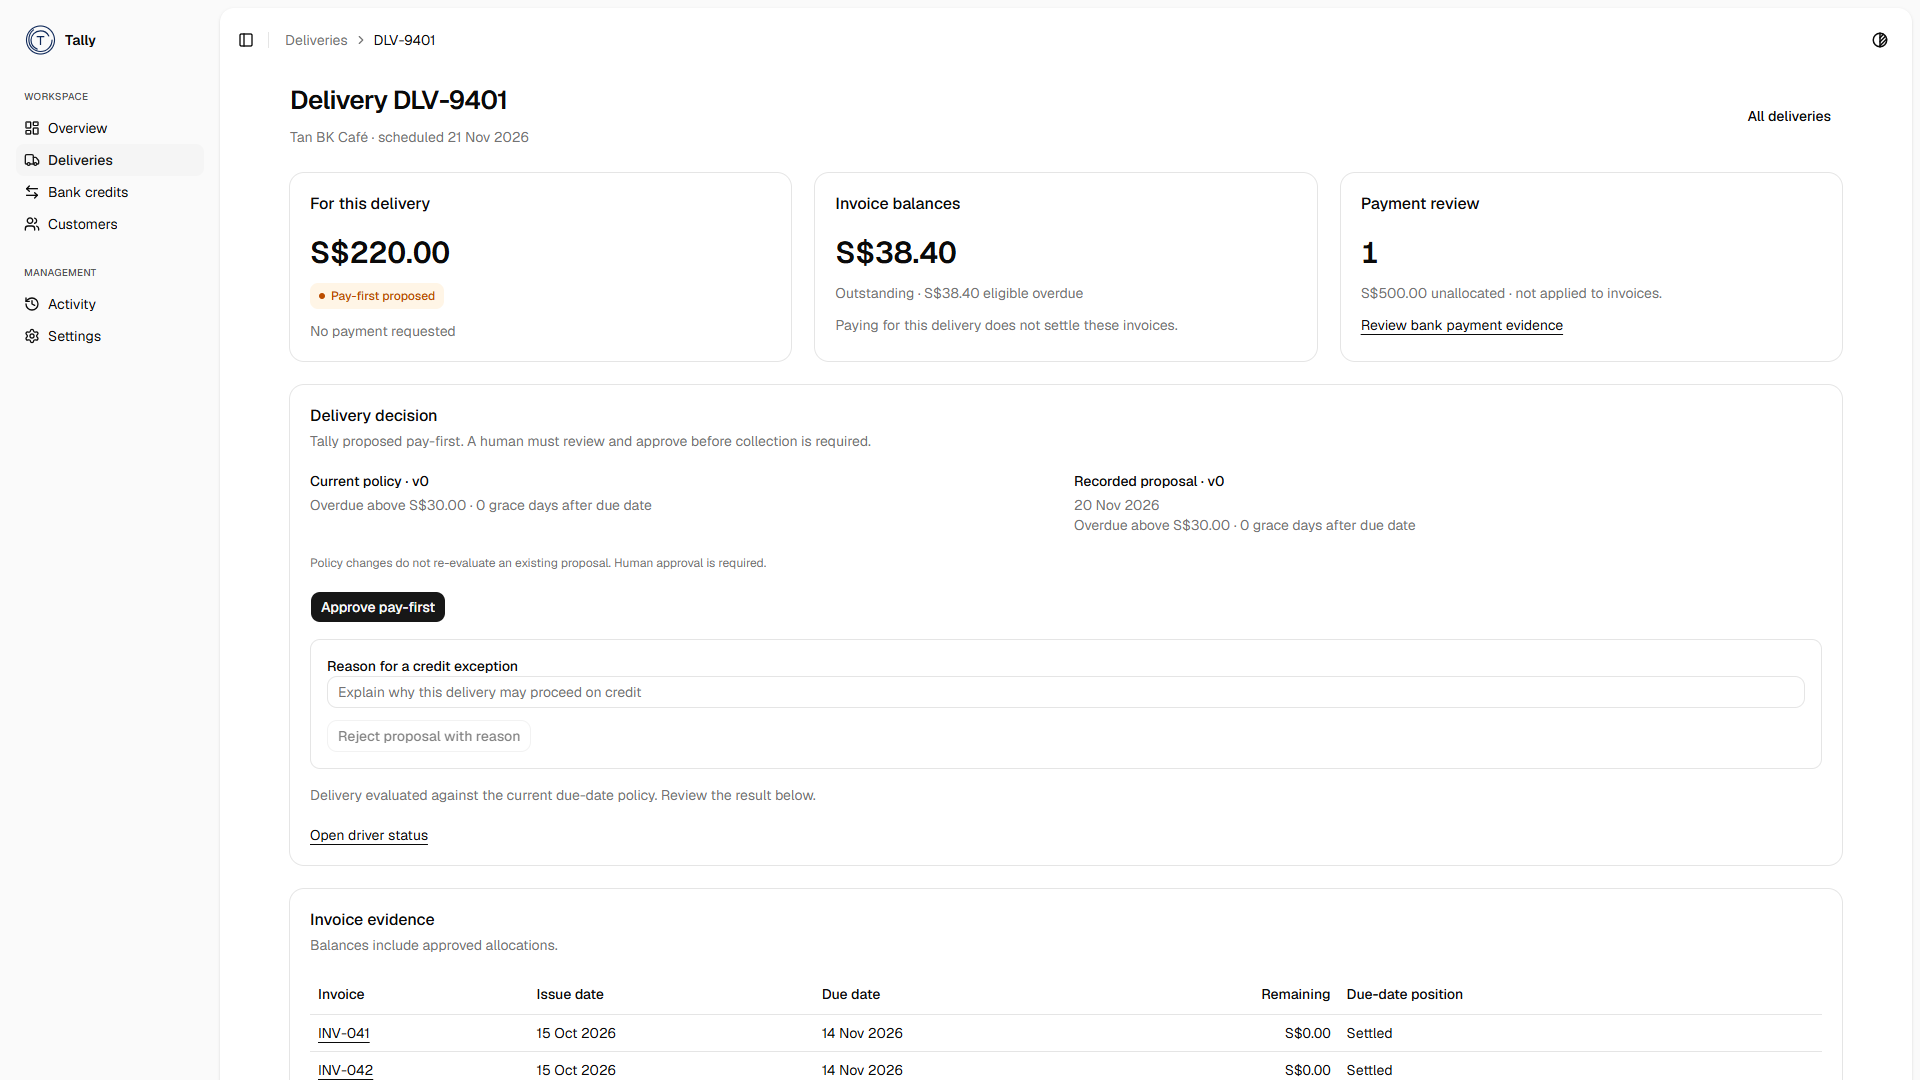 Tally
WORKSPACE
Overview
Deliveries
Bank credits
Customers
MANAGEMENT
Activity
Settings
Deliveries > DLV-9401
Delivery DLV-9401
Tan BK Café · scheduled 21 Nov 2026
All deliveries
For this delivery
S$220.00
Pay-first proposed
No payment requested
Invoice balances
S$38.40
Outstanding · S$38.40 eligible overdue
Paying for this delivery does not settle these invoices.
Payment review
1
S$500.00 unallocated · not applied to invoices.
Review bank payment evidence
Delivery decision
Tally proposed pay-first. A human must review and approve before collection is required.
Current policy · v0
Overdue above S$30.00 · 0 grace days after due date
Recorded proposal · v0
20 Nov 2026
Overdue above S$30.00 · 0 grace days after due date
Policy changes do not re-evaluate an existing proposal. Human approval is required.
Approve pay-first
Reason for a credit exception
Explain why this delivery may proceed on credit
Reject proposal with reason
Delivery evaluated against the current due-date policy. Review the result below.
Open driver status
Invoice evidence
Balances include approved allocations.
Invoice Issue date Due date Remaining Due-date position
INV-041 15 Oct 2026 14 Nov 2026 S$0.00 Settled
INV-042 15 Oct 2026 14 Nov 2026 S$0.00 Settled